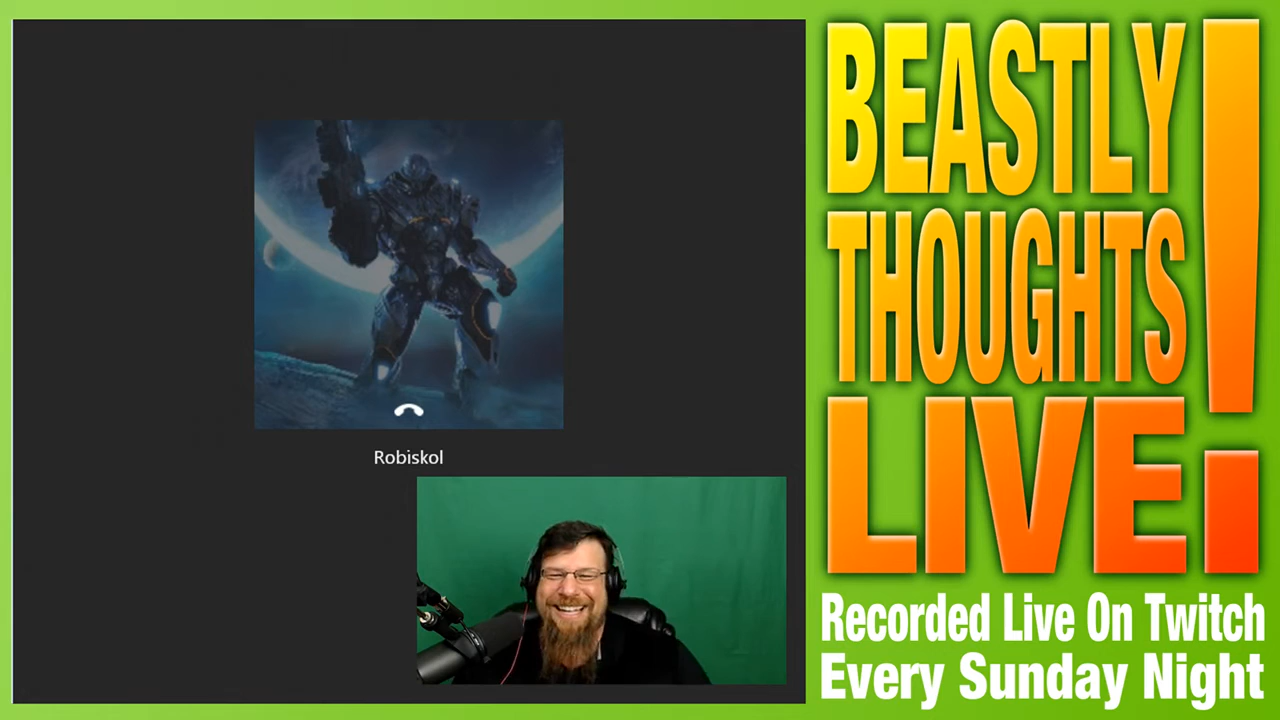 Robiskol
BEASTLY
THOUGHTS
LIVE!
Recorded Live On Twitch
Every Sunday Night